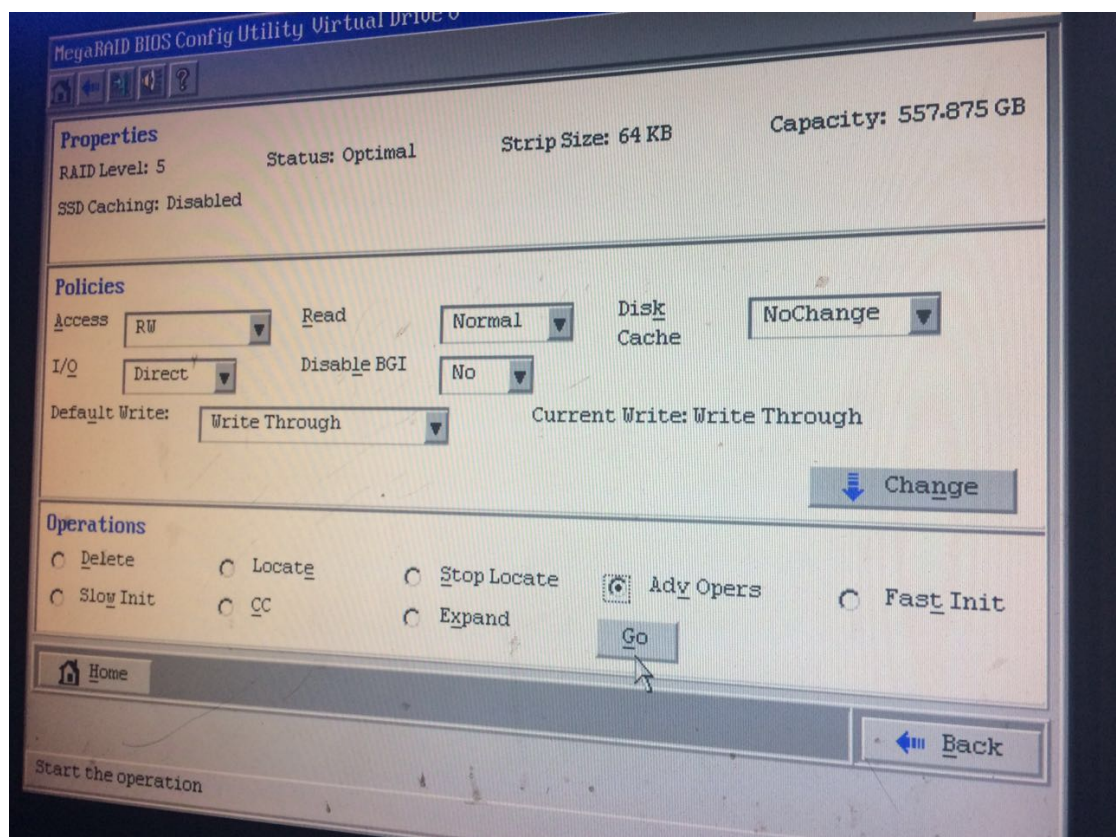 MegaRAID BIOS Config Utility Virtual Drive 0
?
Properties
RAID Level: 5 Status: Optimal Strip Size: 64 KB Capacity: 557.875 GB
SSD Caching: Disabled
Policies
Access RW Read Normal Disk Cache NoChange
I/O Direct Disable BGI No
Default Write: Write Through Current Write: Write Through
Change
Operations
Delete Locate Stop Locate Adv Opers Fast Init
Slow Init CC Expand Go
Home
Back
Start the operation